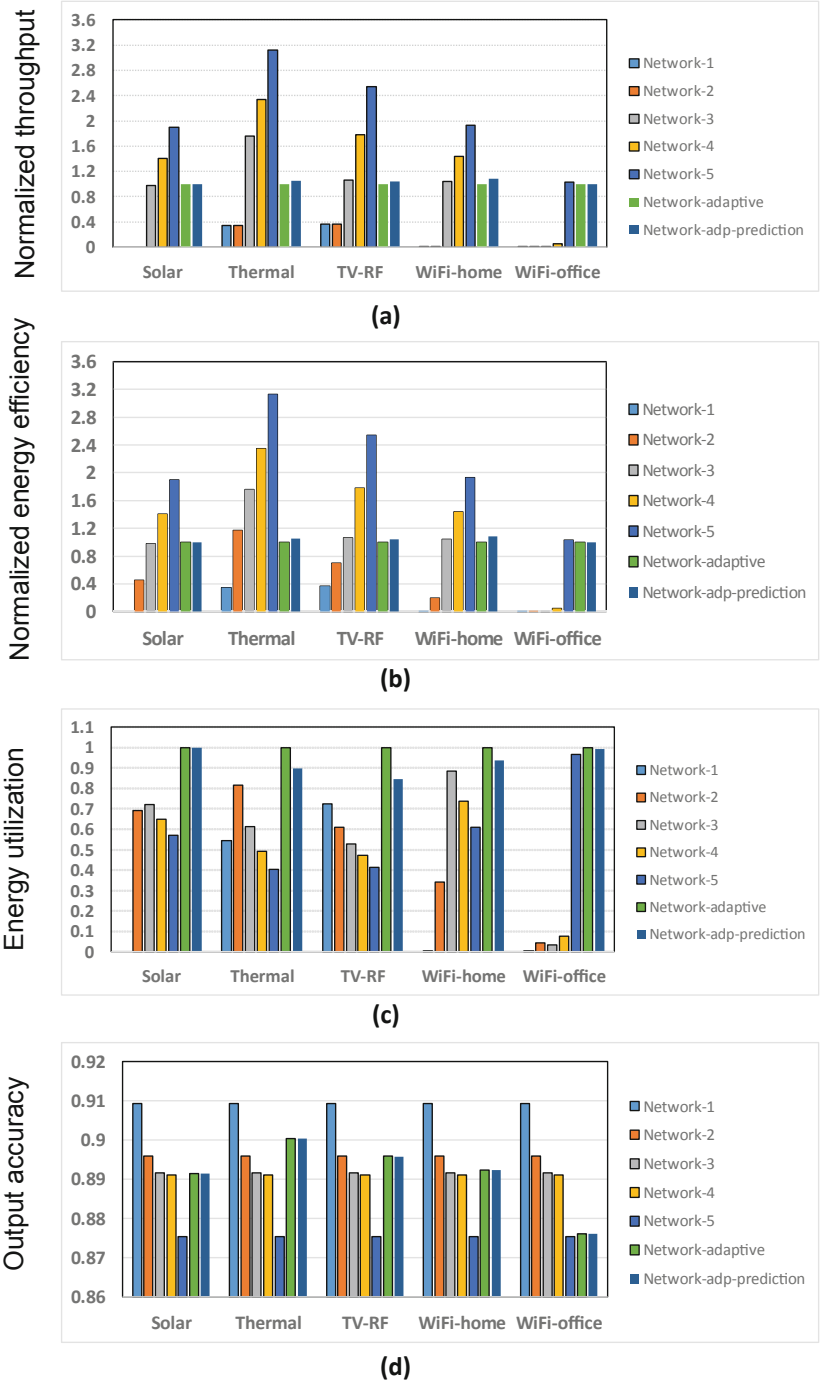 Normalized throughput
3.6
3.2
2.8
2.4
2
1.6
1.2
0.8
0.4
0
Solar
Thermal
TV-RF
WiFi-home
WiFi-office
Network-1
Network-2
Network-3
Network-4
Network-5
Network-adaptive
Network-adp-prediction
(a)
Normalized energy efficiency
3.6
3.2
2.8
2.4
2
1.6
1.2
0.8
0.4
0
Solar
Thermal
TV-RF
WiFi-home
WiFi-office
Network-1
Network-2
Network-3
Network-4
Network-5
Network-adaptive
Network-adp-prediction
(b)
Energy utilization
1.1
1
0.9
0.8
0.7
0.6
0.5
0.4
0.3
0.2
0.1
0
Solar
Thermal
TV-RF
WiFi-home
WiFi-office
Network-1
Network-2
Network-3
Network-4
Network-5
Network-adaptive
Network-adp-prediction
(c)
Output accuracy
0.92
0.91
0.9
0.89
0.88
0.87
0.86
Solar
Thermal
TV-RF
WiFi-home
WiFi-office
Network-1
Network-2
Network-3
Network-4
Network-5
Network-adaptive
Network-adp-prediction
(d)